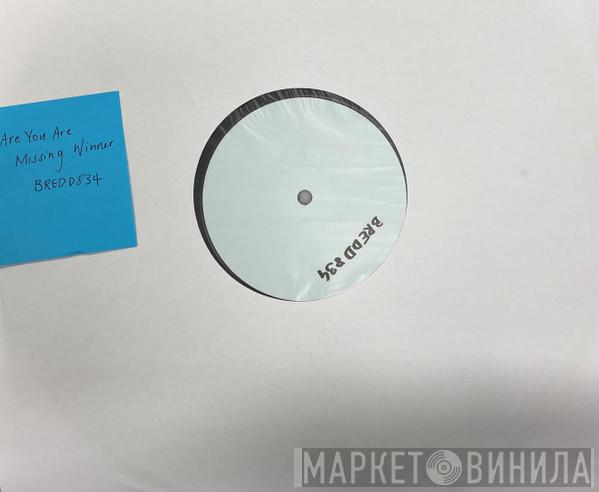 Are You Are
Missing Winner
BREDD834
BREDD834
МАРКЕТ ВИНИЛА